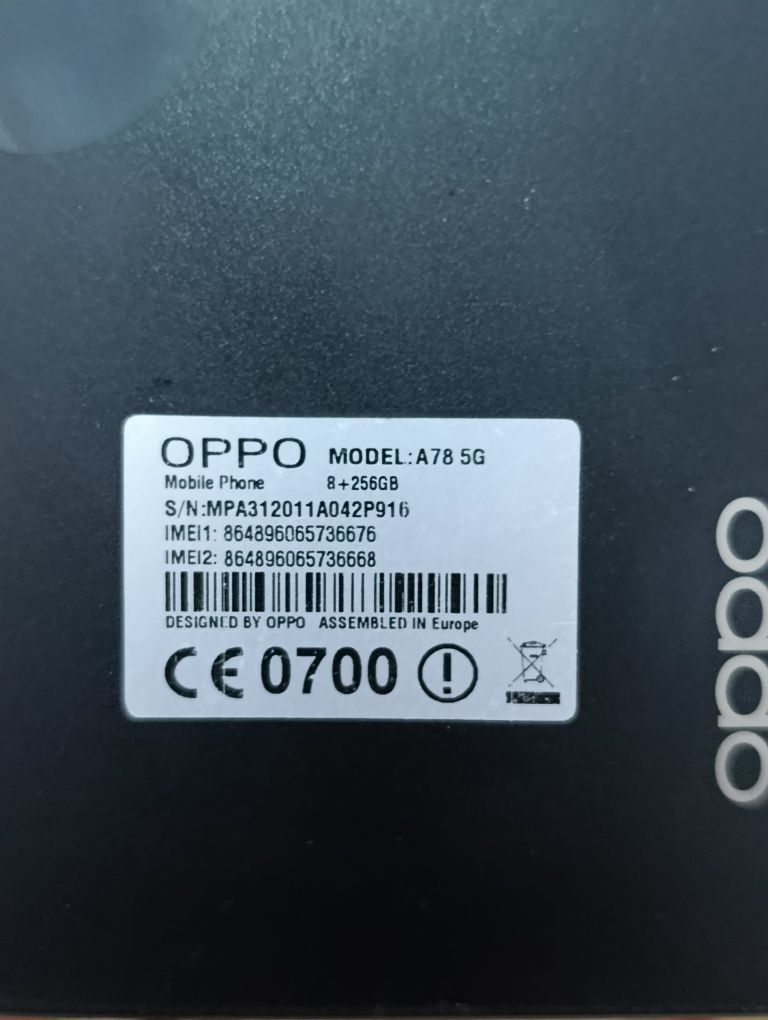 OPPO MODEL:A78 5G
Mobile Phone 8+256GB
S/N:MPA312011A042P916
IMEI1: 864896065736676
IMEI2: 864896065736668
DESIGNED BY OPPO ASSEMBLED IN Europe
CE 0700
oppo